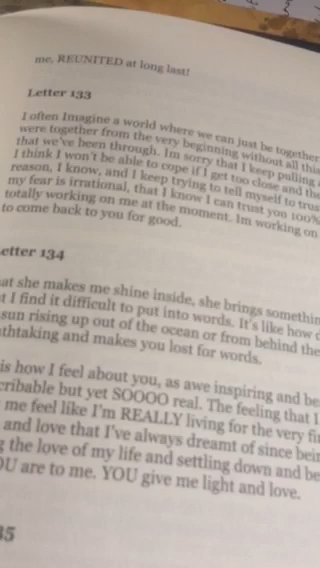 me, REUNITED at long last!
Letter 133
I often Imagine a world where we can just be together
were together from the very beginning without all this
that we've been through. Im sorry that I keep pulling
I think I won't be able to cope if I get too close and the
reason, I know, and I keep trying to tell myself to trus
my fear is irrational, that I know I can trust you 100%
totally working on me at the moment. Im working on
to come back to you for good.
etter 134
at she makes me shine inside, she brings somethin
t I find it difficult to put into words. It's like how
sun rising up out of the ocean or from behind the
thtaking and makes you lost for words.
is how I feel about you, as awe inspiring and be
cribable but yet SOOOO real. The feeling that I
me feel like I'm REALLY living for the very fi
and love that I've always dreamt of since bein
g the love of my life and settling down and be
OU are to me. YOU give me light and love.
35